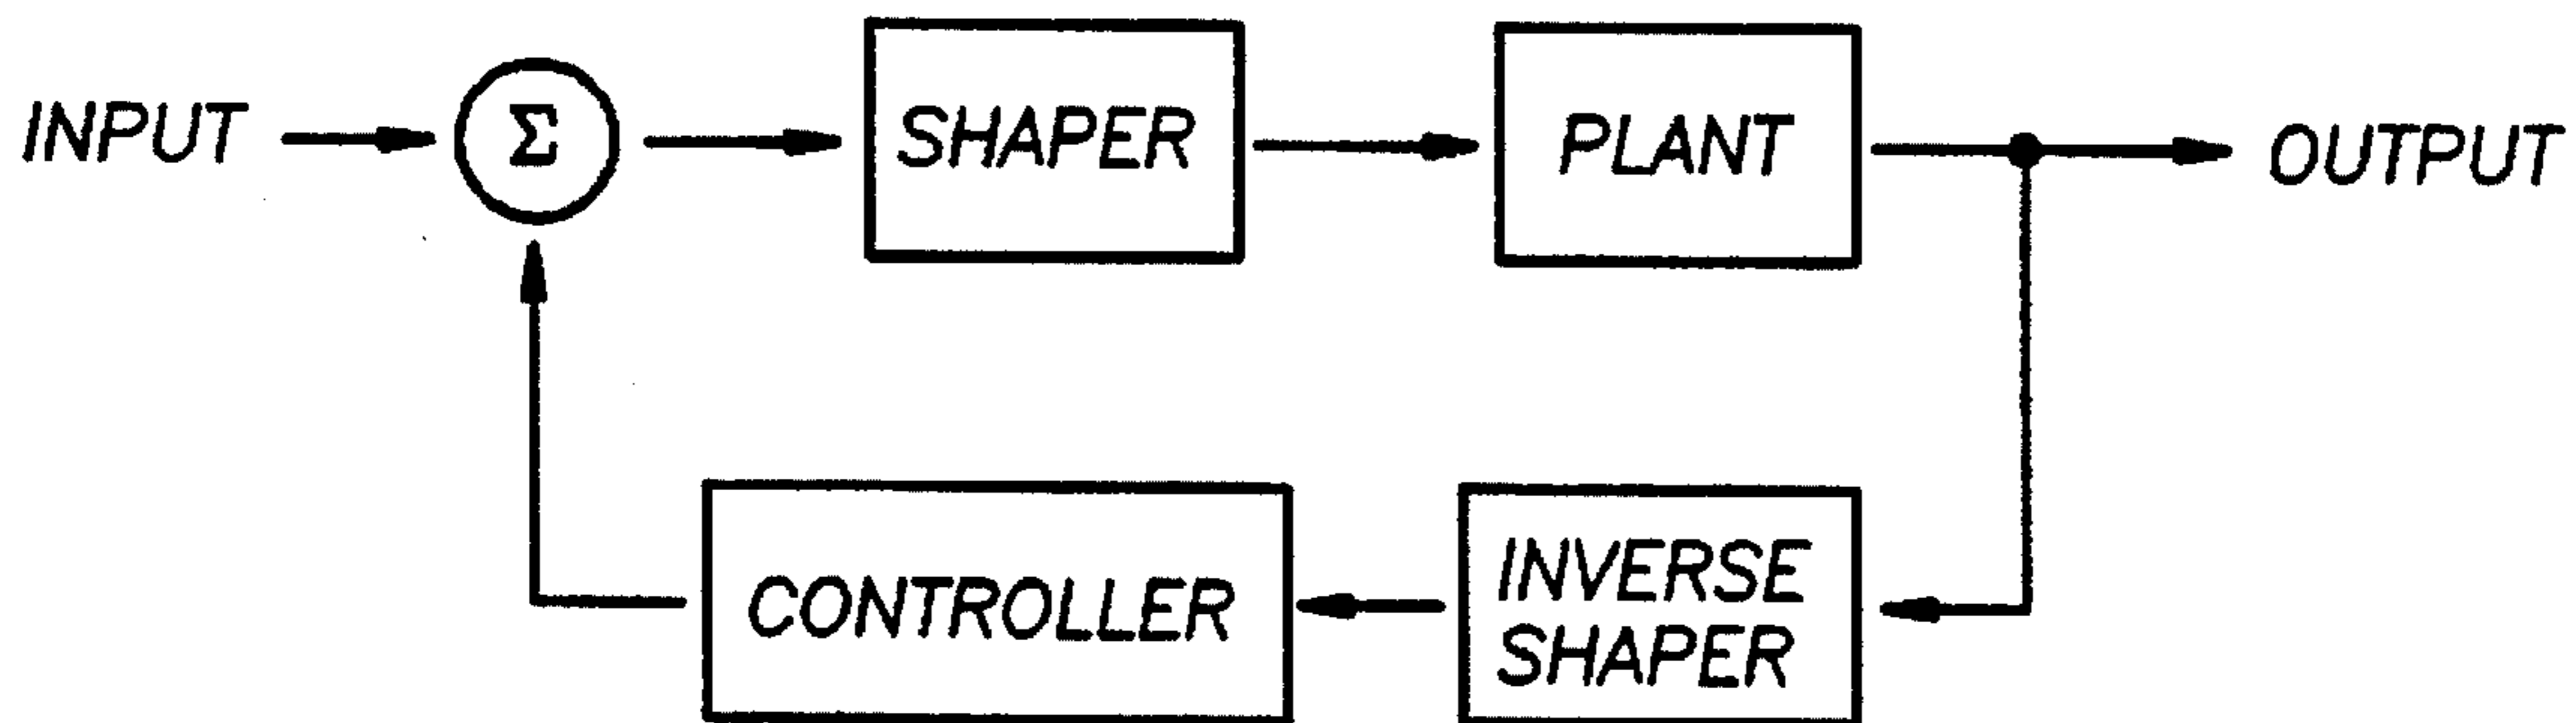 INPUT
Σ
SHAPER
PLANT
OUTPUT
CONTROLLER
INVERSE
SHAPER